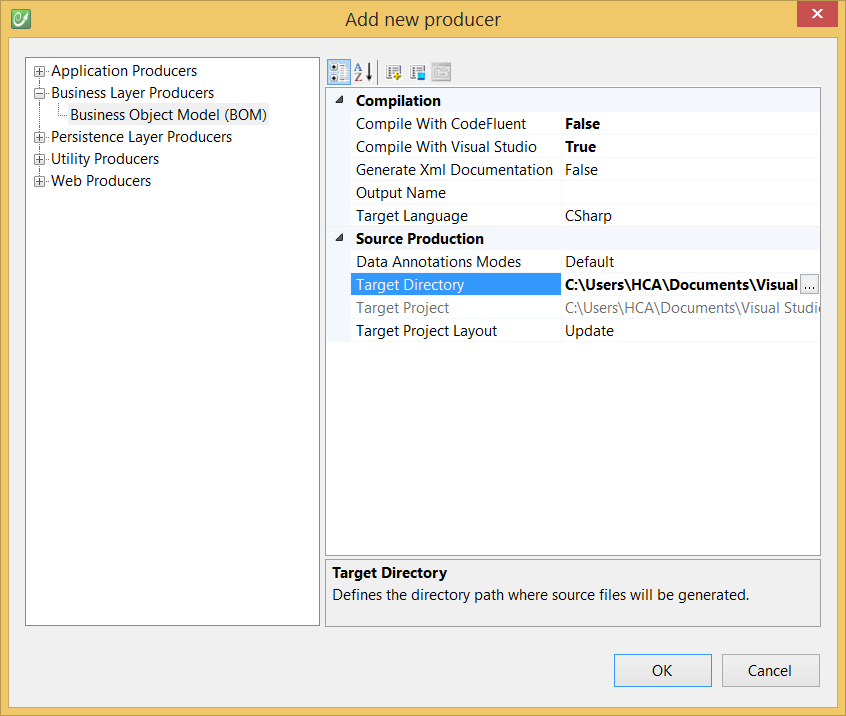 Add new producer
Application Producers
Business Layer Producers
Business Object Model (BOM)
Persistence Layer Producers
Utility Producers
Web Producers
A
Z
Compilation
Compile With CodeFluent False
Compile With Visual Studio True
Generate Xml Documentation False
Output Name
Target Language CSharp
Source Production
Data Annotations Modes Default
Target Directory C:\Users\HCA\Documents\Visual ...
Target Project C:\Users\HCA\Documents\Visual Studi
Target Project Layout Update
Target Directory
Defines the directory path where source files will be generated.
OK Cancel